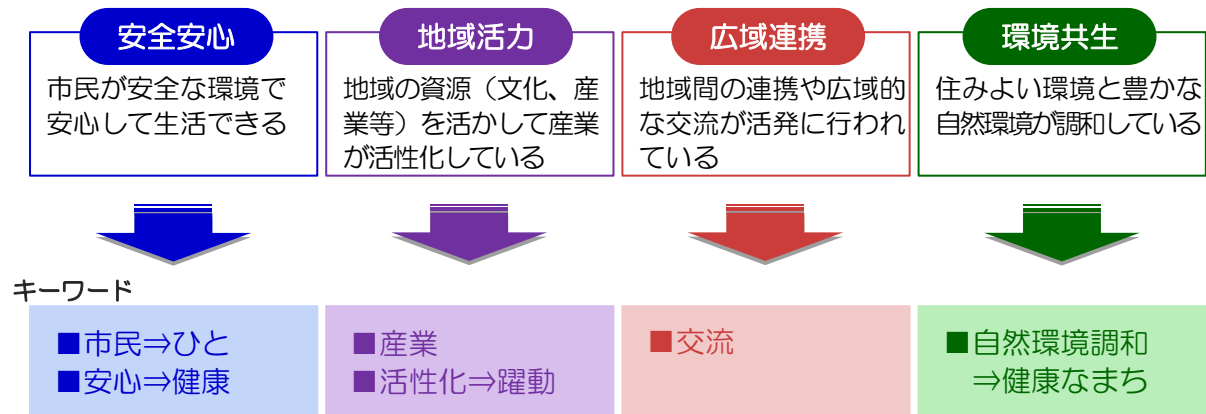 安全安心
市民が安全な環境で
安心して生活できる
地域活力
地域の資源（文化、産
業等）を活かして産業
が活性化している
広域連携
地域間の連携や広域的
な交流が活発に行われ
ている
環境共生
住みよい環境と豊かな
自然環境が調和している
キーワード
■市民⇒ひと
■安心⇒健康
■産業
■活性化⇒躍動
■交流
■自然環境調和
⇒健康なまち